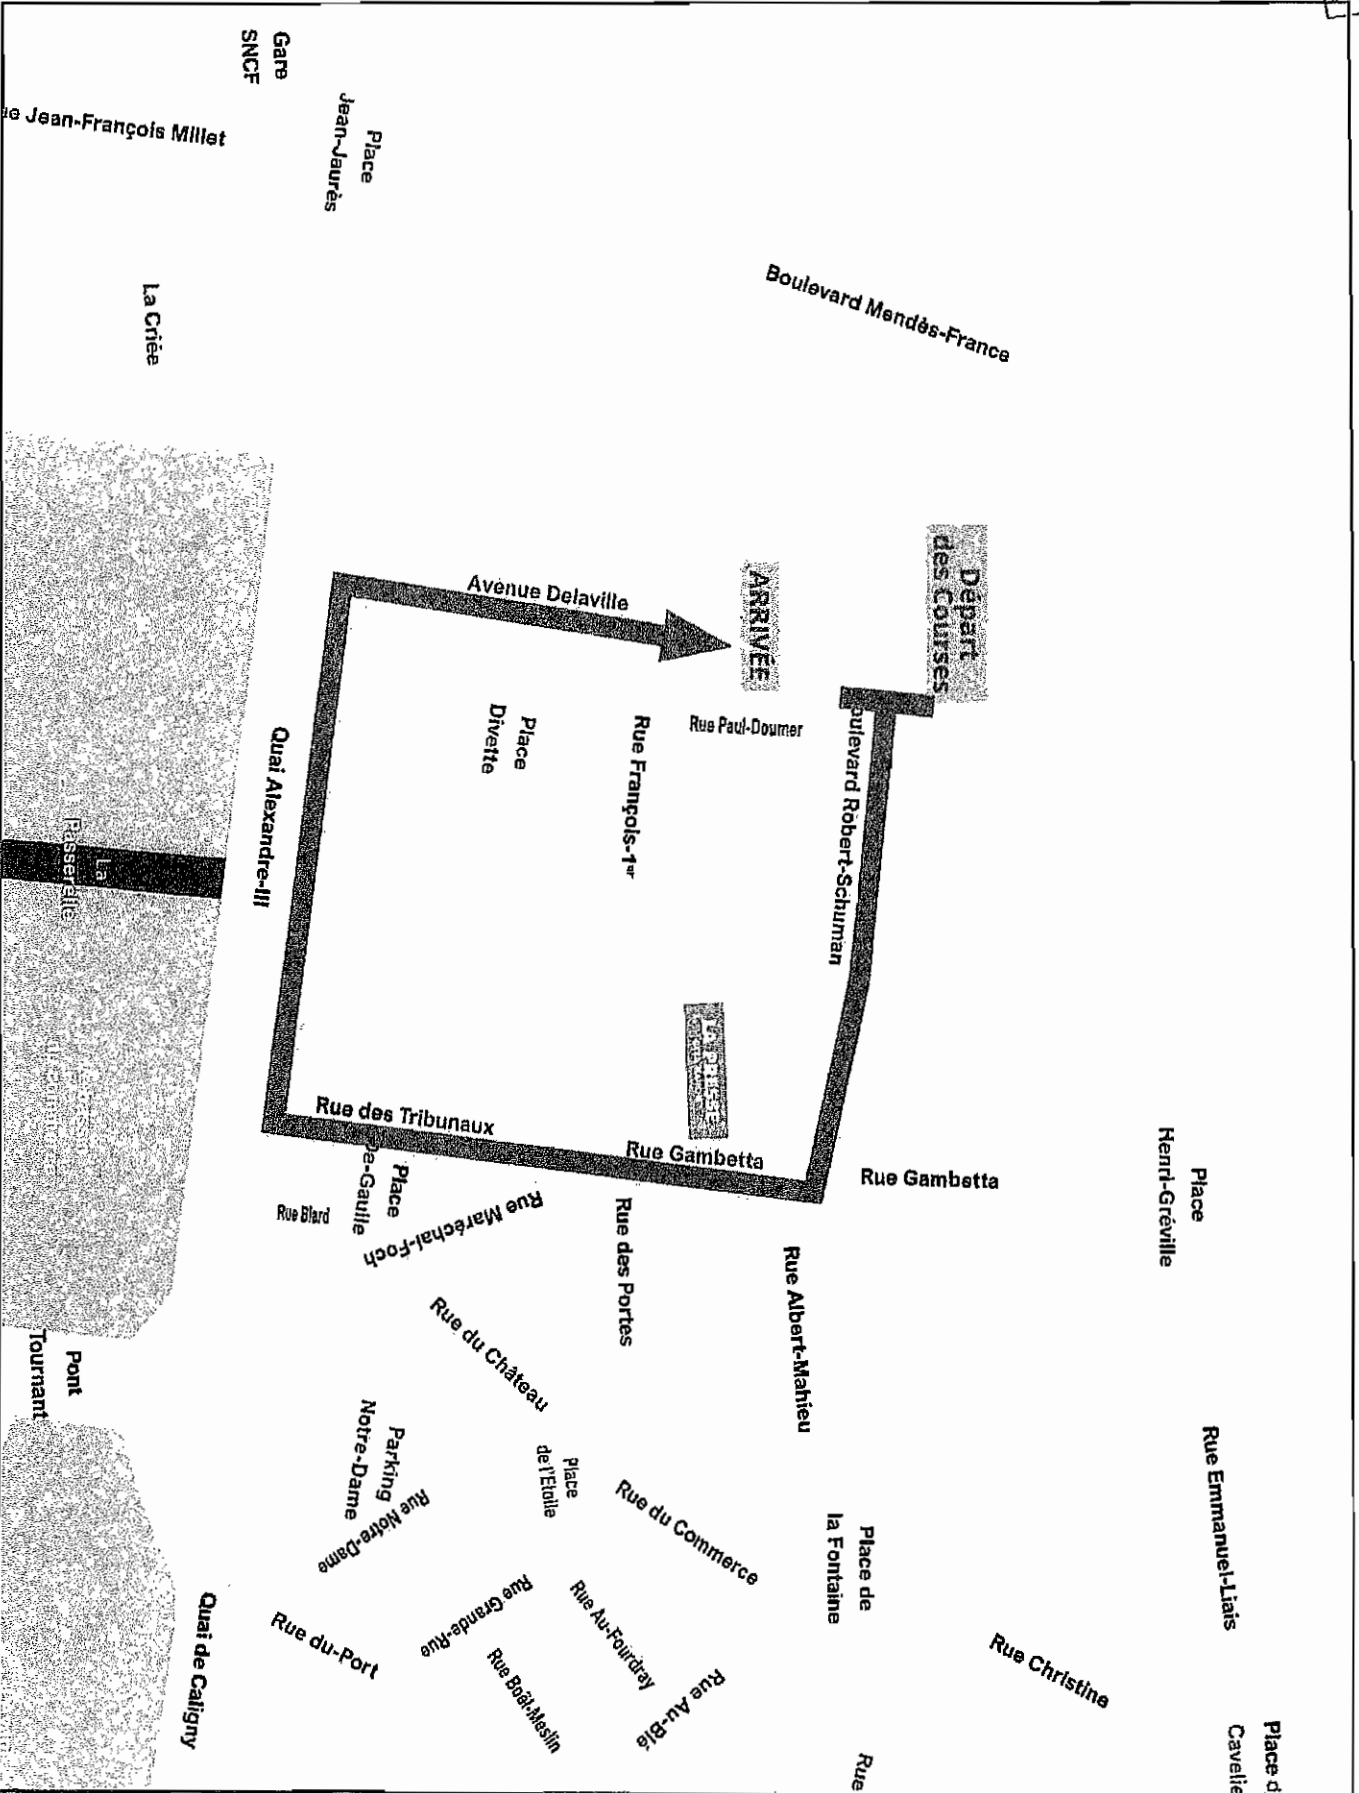 Gare
SNCF
ue Jean-François Millet
Place
Jean-Jaurès
La Criée
Boulevard Mendès-France
Départ
des Courses
ARRIVÉE
Avenue Delaville
Rue Paul-Doumer
oulevard Robert-Schuman
Place
Divette
Rue François-1er
Quai Alexandre-III
La
Passerelle
LA PRESSE
Rue des Tribunaux
Rue Gambetta
Rue Gambetta
Place
Henri-Gréville
Place
De-Gaulle
Rue Blard
Rue Maréchal-Foch
Rue des Portes
Rue Albert-Mahieu
Rue du Château
Pont
Tournant
Parking
Notre-Dame
Rue Notre-Dame
Place
de l'Etoile
Rue du Commerce
Place de
la Fontaine
Rue Emmanuel-Liais
Rue Christine
Quai de Caligny
Rue du-Port
Rue Grande-Rue
Rue Au-Fourdray
Rue Boël-Meslin
Rue Au-Blé
Rue
Place d
Cavelie